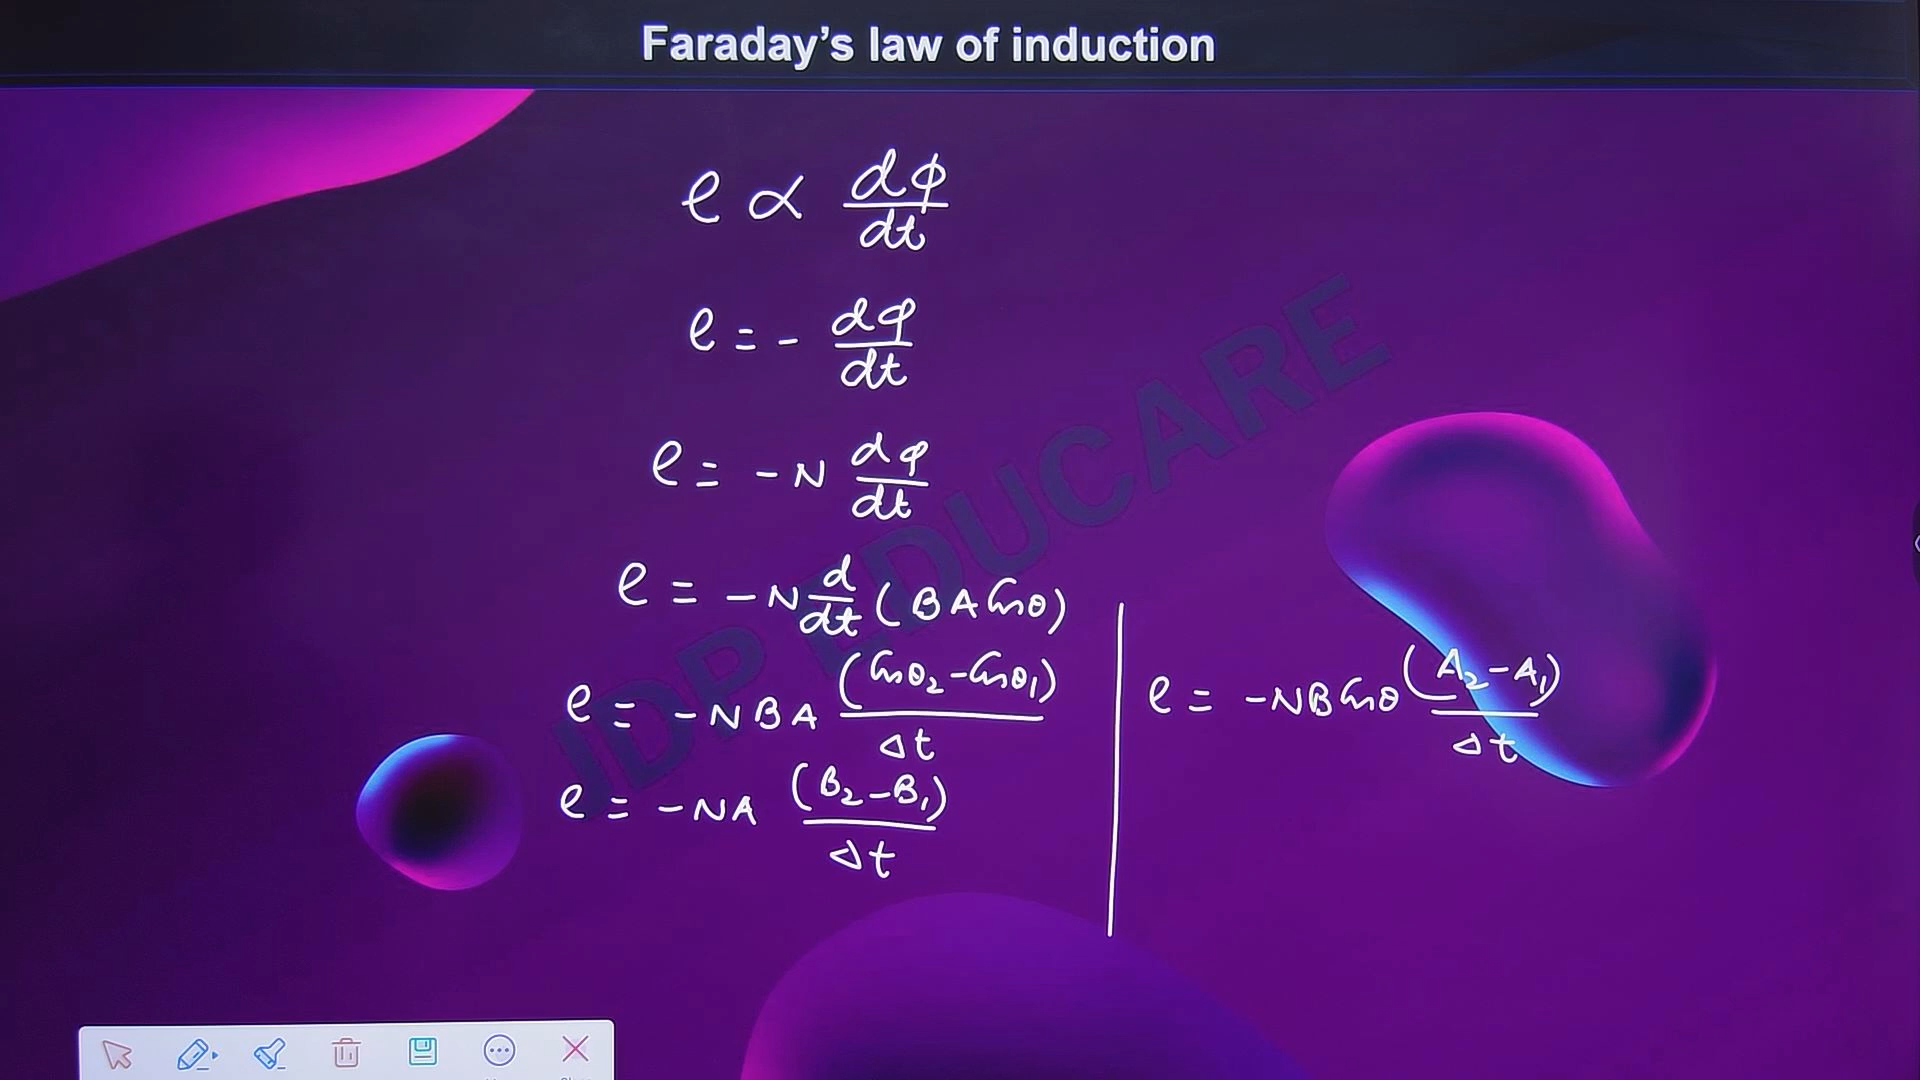 Faraday's law of induction
e ∝ dϕ/dt
e = - dϕ/dt
e = -N dϕ/dt
e = -N d/dt (BA Cosθ)
e = -NBA (Cosθ₂-Cosθ₁)/Δt
e = -NA (B₂-B₁)/Δt
e = -NB Cosθ (A₂-A₁)/Δt
IDP EDUCARE